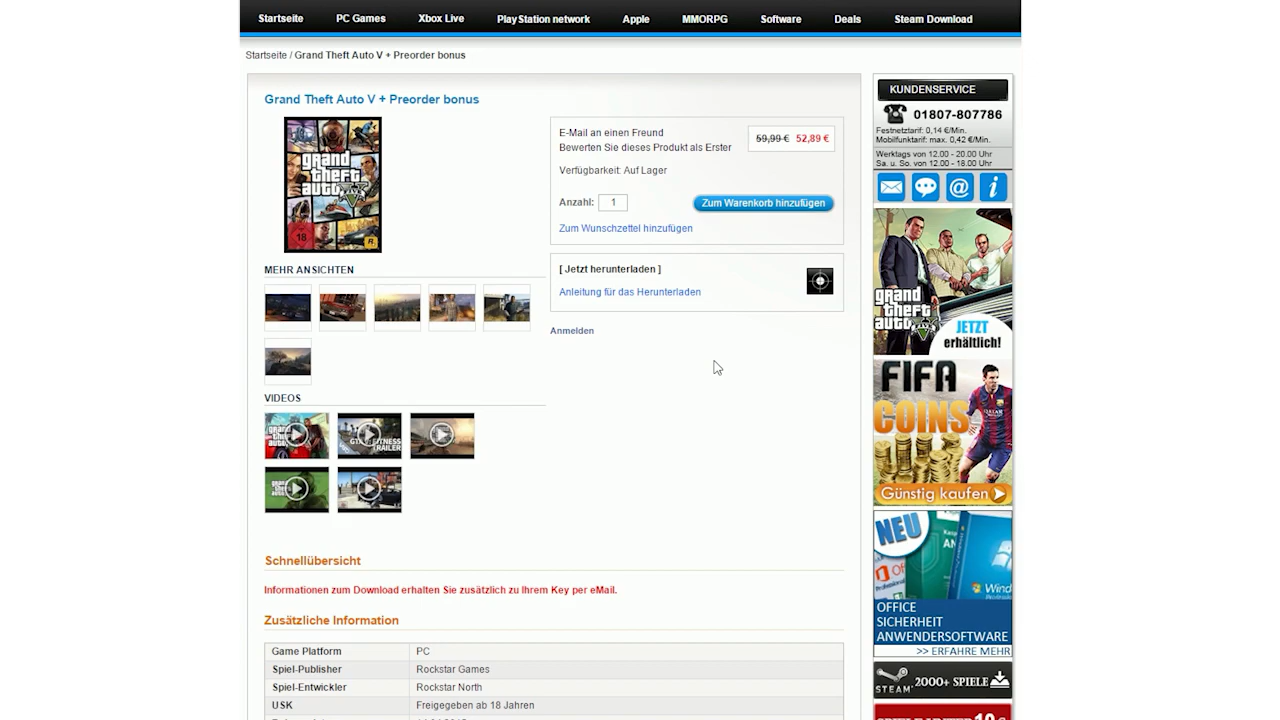 Startseite PC Games Xbox Live PlayStation network Apple MMORPG Software Deals Steam Download
Startseite / Grand Theft Auto V + Preorder bonus
Grand Theft Auto V + Preorder bonus
grand
theft
auto
V
18
R
E-Mail an einen Freund
59,99 € 52,89 €
Bewerten Sie dieses Produkt als Erster
Verfügbarkeit: Auf Lager
Anzahl: 1 Zum Warenkorb hinzufügen
Zum Wunschzettel hinzufügen
MEHR ANSICHTEN
[ Jetzt herunterladen ]
Anleitung für das Herunterladen
Anmelden
VIDEOS
Schnellübersicht
Informationen zum Download erhalten Sie zusätzlich zu Ihrem Key per eMail.
Zusätzliche Information
Game Platform PC
Spiel-Publisher Rockstar Games
Spiel-Entwickler Rockstar North
USK Freigegeben ab 18 Jahren
KUNDENSERVICE
01807-807786
Festnetztarif: 0,14 €/Min.
Mobilfunktarif: max. 0,42 €/Min.
Werktags von 12.00 - 20.00 Uhr
Sa. u. So. von 12.00 - 18.00 Uhr
grand
theft
auto
V
JETZT
erhältlich!
FIFA
COINS
Günstig kaufen
NEU
Office
Wind
OFFICE
SICHERHEIT
ANWENDERSOFTWARE
>> ERFAHRE MEHR
STEAM 2000+ SPIELE